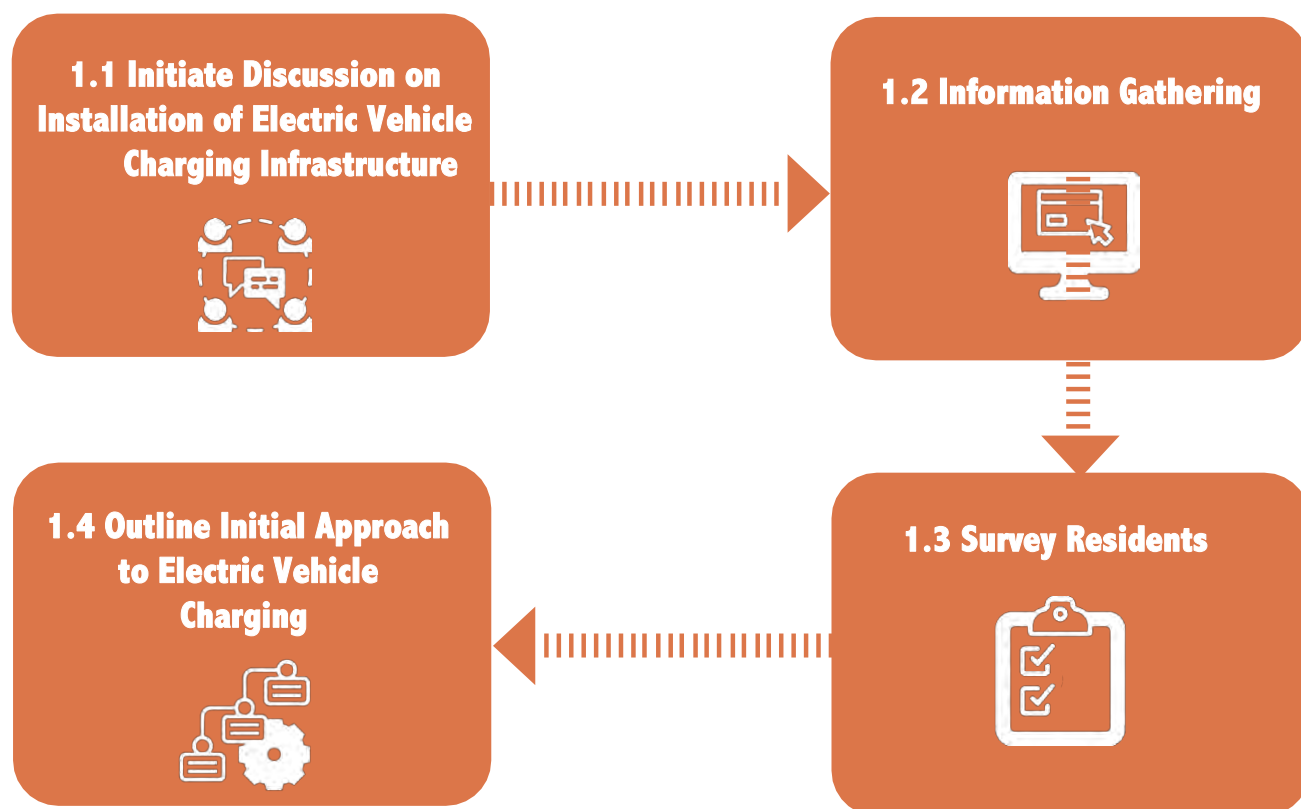 1.1 Initiate Discussion on
Installation of Electric Vehicle
Charging Infrastructure
1.2 Information Gathering
1.3 Survey Residents
1.4 Outline Initial Approach
to Electric Vehicle
Charging